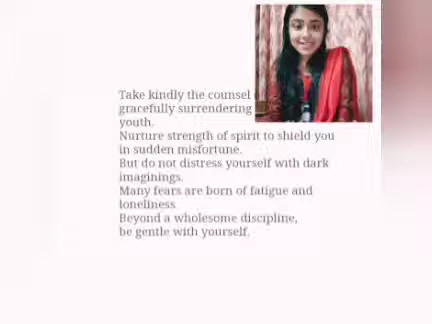 Take kindly the counsel
gracefully surrendering
youth.
Nurture strength of spirit to shield you
in sudden misfortune.
But do not distress yourself with dark
imaginings.
Many fears are born of fatigue and
loneliness.
Beyond a wholesome discipline,
be gentle with yourself.